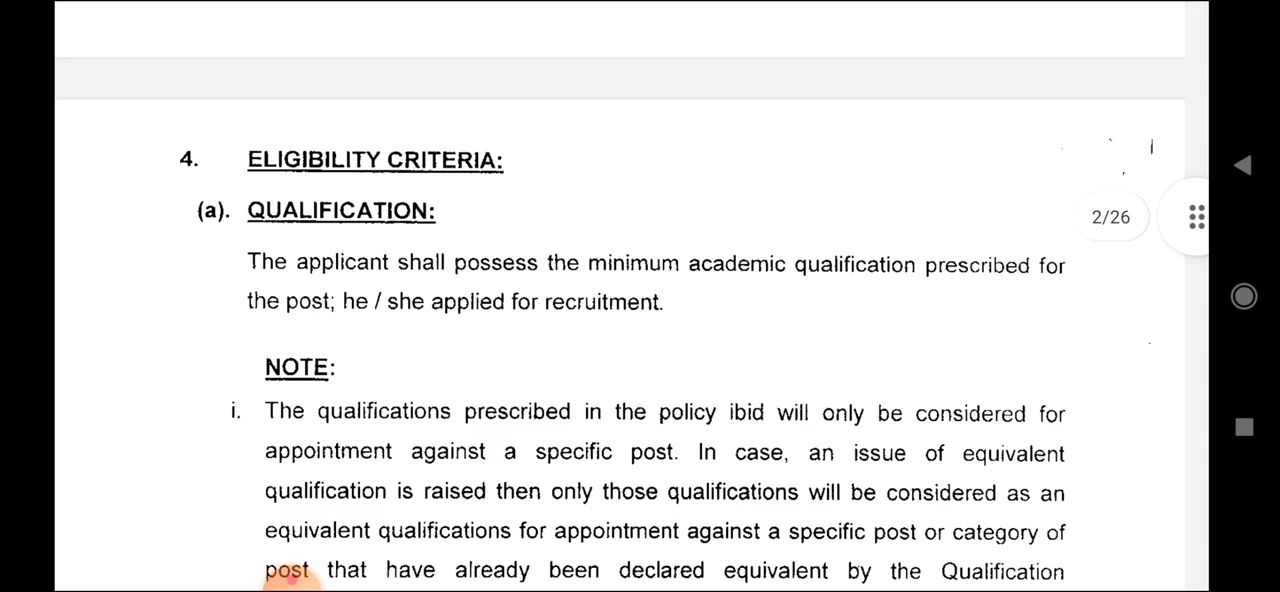 4. ELIGIBILITY CRITERIA:
(a). QUALIFICATION:
2/26
The applicant shall possess the minimum academic qualification prescribed for
the post; he / she applied for recruitment.
NOTE:
i. The qualifications prescribed in the policy ibid will only be considered for
appointment against a specific post. In case, an issue of equivalent
qualification is raised then only those qualifications will be considered as an
equivalent qualifications for appointment against a specific post or category of
post that have already been declared equivalent by the Qualification